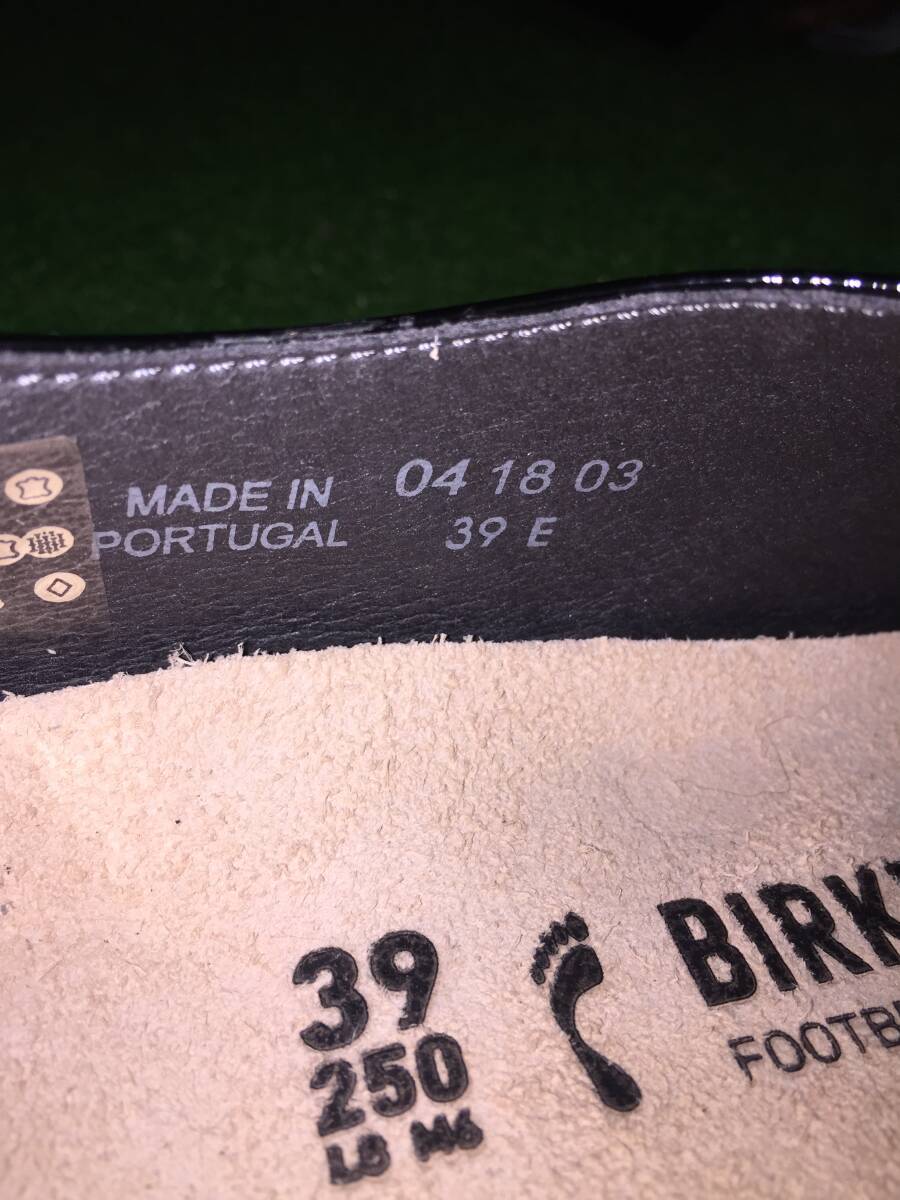 MADE IN 04 18 03
PORTUGAL 39 E
39
250
L8 M6
BIRK
FOOTB